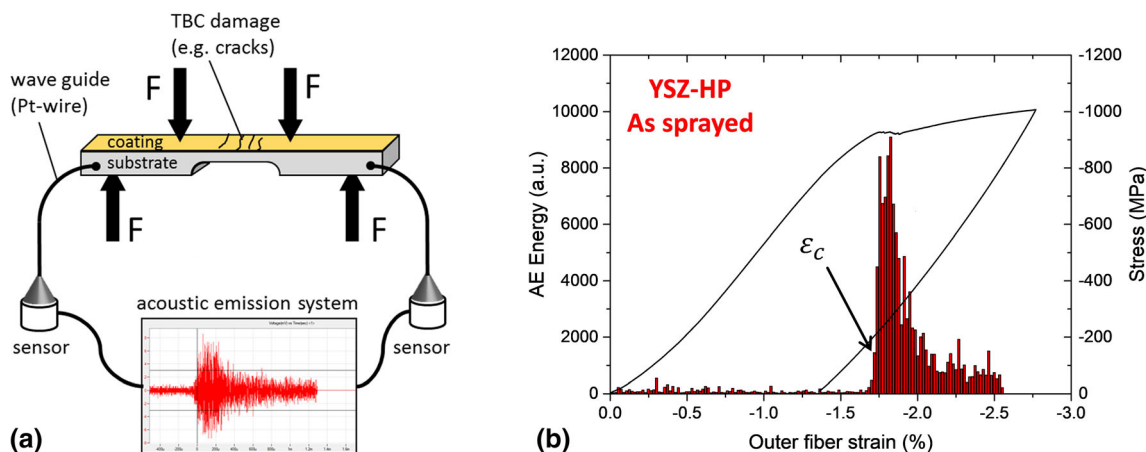 TBC damage
(e.g. cracks)
wave guide
(Pt-wire)
F
F
coating
substrate
F
F
acoustic emission system
sensor
sensor
(a)
YSZ-HP
As sprayed
εC
12000
10000
8000
6000
4000
2000
0
AE Energy (a.u.)
-1200
-1000
-800
-600
-400
-200
0
Stress (MPa)
0.0 -0.5 -1.0 -1.5 -2.0 -2.5 -3.0
Outer fiber strain (%)
(b)